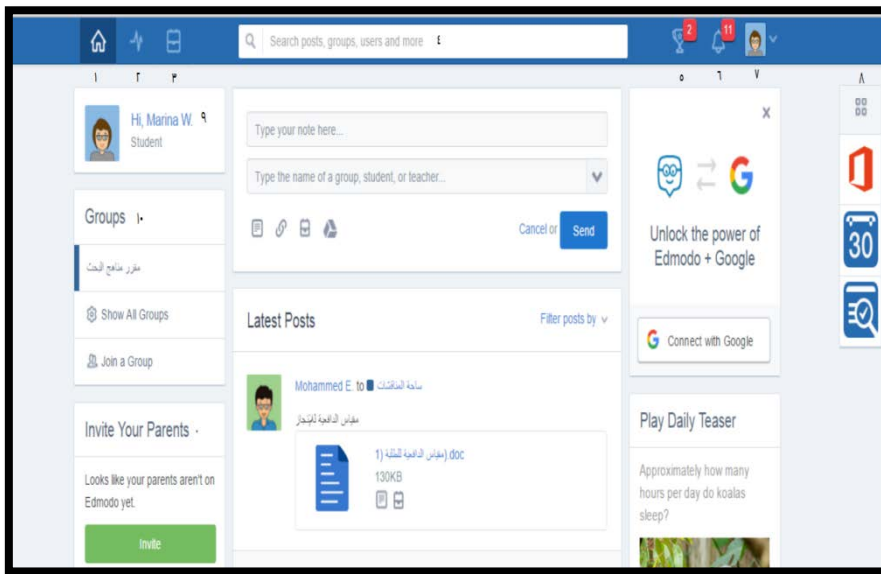 Search posts, groups, users and more ٤
2
11
١ ٢ ٣
٥ ٦ ٧
٨
Hi, Marina W. ٩
Student
Groups ١٠
مقرر مناهج البحث
Show All Groups
Join a Group
Invite Your Parents
Looks like your parents aren't on
Edmodo yet.
Invite
Type your note here...
Type the name of a group, student, or teacher...
Cancel or Send
Latest Posts
Filter posts by
Mohammed E. to ساحة المناقشات
مقياس الدافعية للإنجاز
مقياس الدافعية للطلبة (1).doc
130KB
X
G
Unlock the power of
Edmodo + Google
G Connect with Google
Play Daily Teaser
Approximately how many
hours per day do koalas
sleep?
30